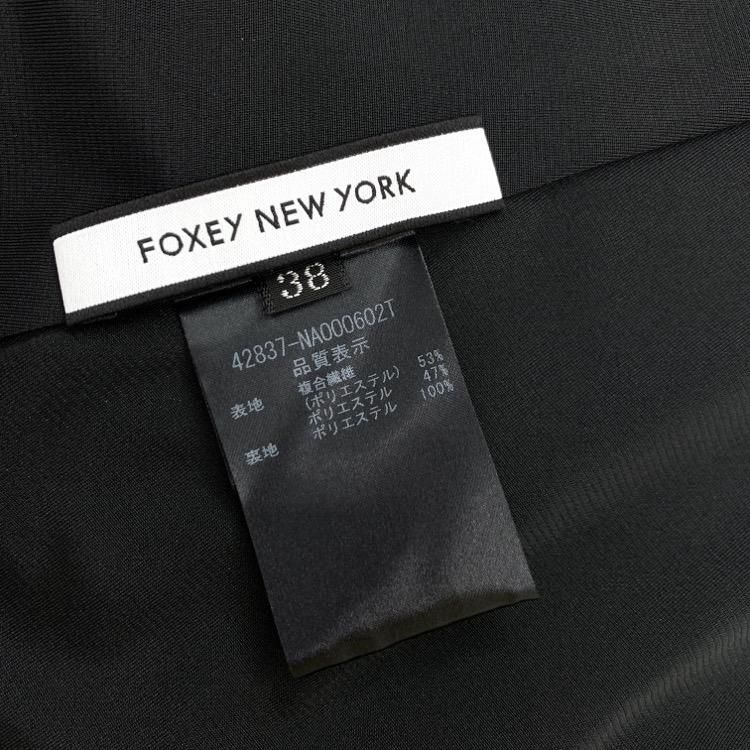 FOXEY NEW YORK
38
42837-NA000602T
品質表示
表地 複合繊維 53%
(ポリエステル)
ポリエステル 47%
裏地 ポリエステル 100%